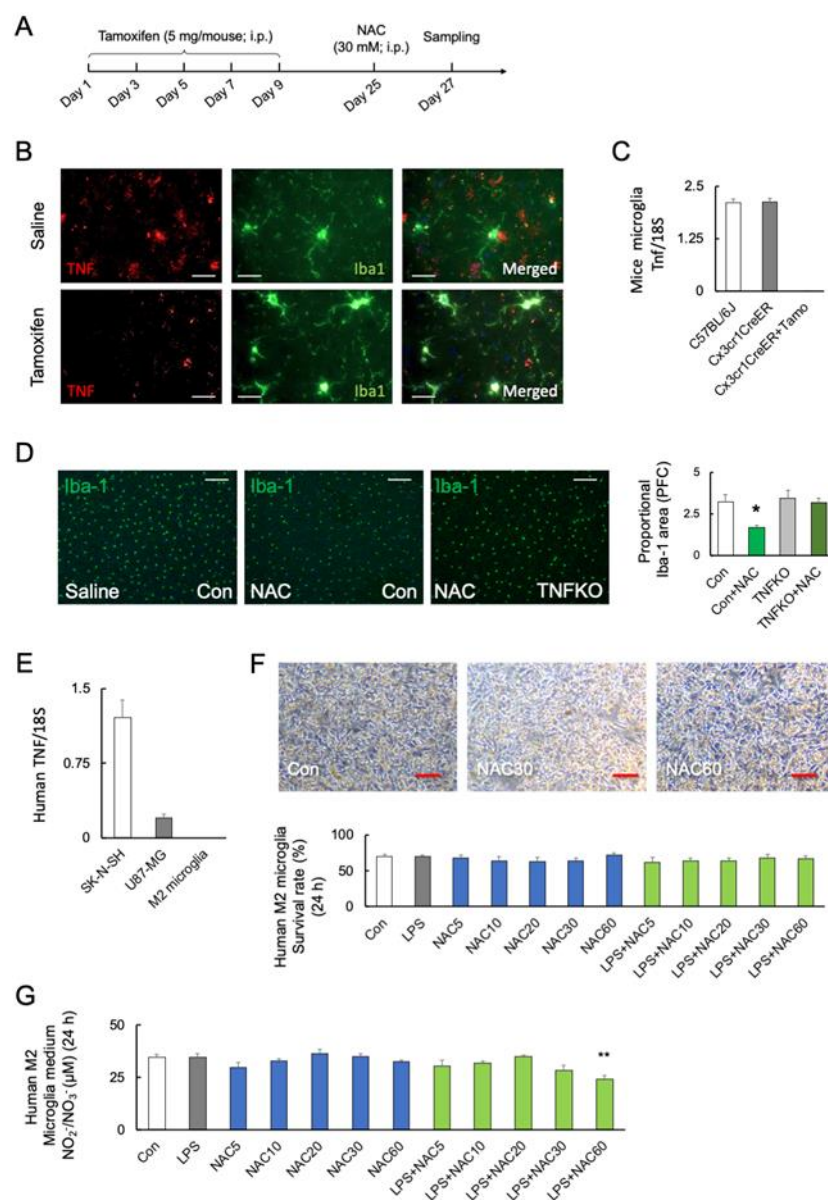 A
Tamoxifen (5 mg/mouse; i.p.)
NAC
(30 mM; i.p.)
Sampling
Day 1
Day 3
Day 5
Day 7
Day 9
Day 25
Day 27
B
Saline
TNF
Iba1
Merged
Tamoxifen
TNF
Iba1
Merged
C
Mice microglia
Tnf/18S
2.5
1.25
0
C57BL/6J
Cx3cr1CreER
Cx3cr1CreER+Tamo
D
Iba-1
Saline
Con
Iba-1
NAC
Con
Iba-1
NAC
TNFKO
Proportional
Iba-1 area (PFC)
5
2.5
0
*
Con
Con+NAC
TNFKO
TNFKO+NAC
E
Human TNF/18S
1.5
0.75
0
SK-N-SH
U87-MG
M2 microglia
F
Con
NAC30
NAC60
Human M2 microglia
Survival rate (%)
(24 h)
100
50
0
Con
LPS
NAC5
NAC10
NAC20
NAC30
NAC60
LPS+NAC5
LPS+NAC10
LPS+NAC20
LPS+NAC30
LPS+NAC60
G
Human M2
Microglia medium
NO₂⁻/NO₃⁻ (μM) (24 h)
50
25
0
**
Con
LPS
NAC5
NAC10
NAC20
NAC30
NAC60
LPS+NAC5
LPS+NAC10
LPS+NAC20
LPS+NAC30
LPS+NAC60